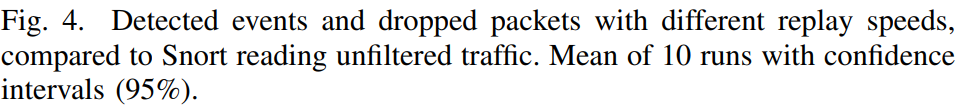 Fig. 4. Detected events and dropped packets with different replay speeds,
compared to Snort reading unfiltered traffic. Mean of 10 runs with confidence
intervals (95%).